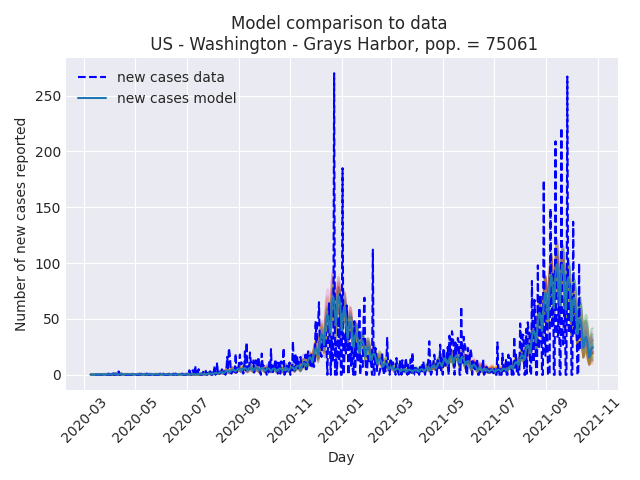 Model comparison to data
US - Washington - Grays Harbor, pop. = 75061
new cases data
new cases model
Number of new cases reported
250
200
150
100
50
0
2020-03
2020-05
2020-07
2020-09
2020-11
2021-01
2021-03
2021-05
2021-07
2021-09
2021-11
Day